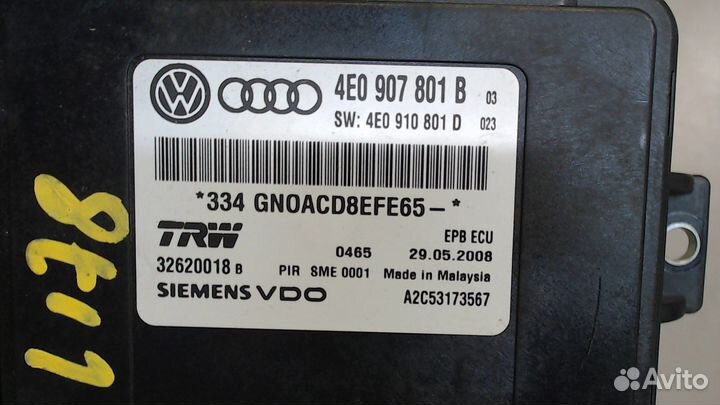 4E0 907 801 B 03
SW: 4E0 910 801 D 023
*334 GN0ACD8EFE65-*
TRW EPB ECU
0465 29.05.2008
32620018 B PIR SME 0001 Made in Malaysia
SIEMENS VDO A2C53173567
Avito